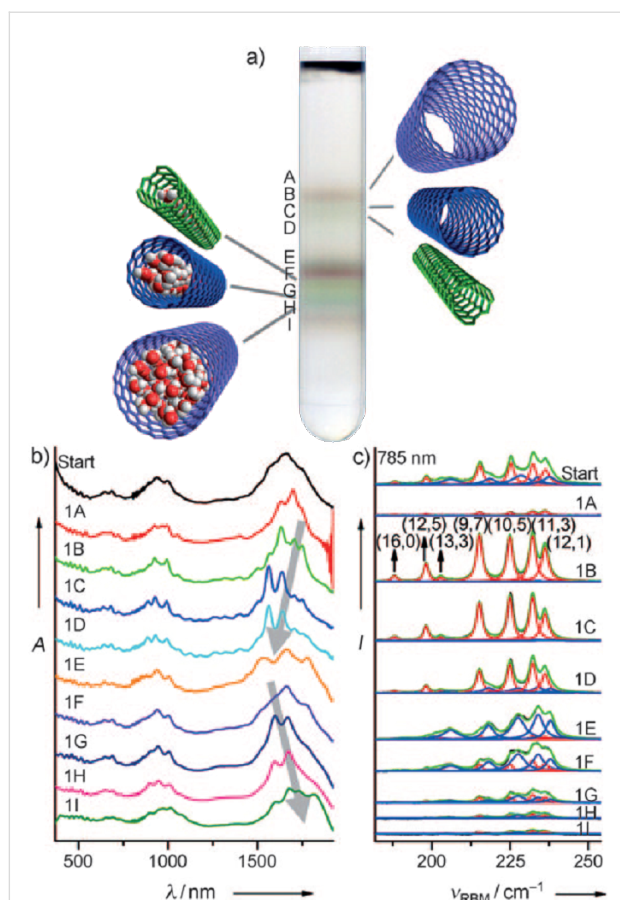 a)
A
B
C
D
E
F
G
H
I
b)
Start
1A
1B
1C
1D
1E
1F
1G
1H
1I
A
500 1000 1500
λ / nm
c)
785 nm
Start
1A
(12,5) (9,7) (10,5) (11,3)
(16,0) (13,3) (12,1)
1B
1C
1D
1E
1F
1G
1H
1I
I
200 225 250
νRBM / cm⁻¹